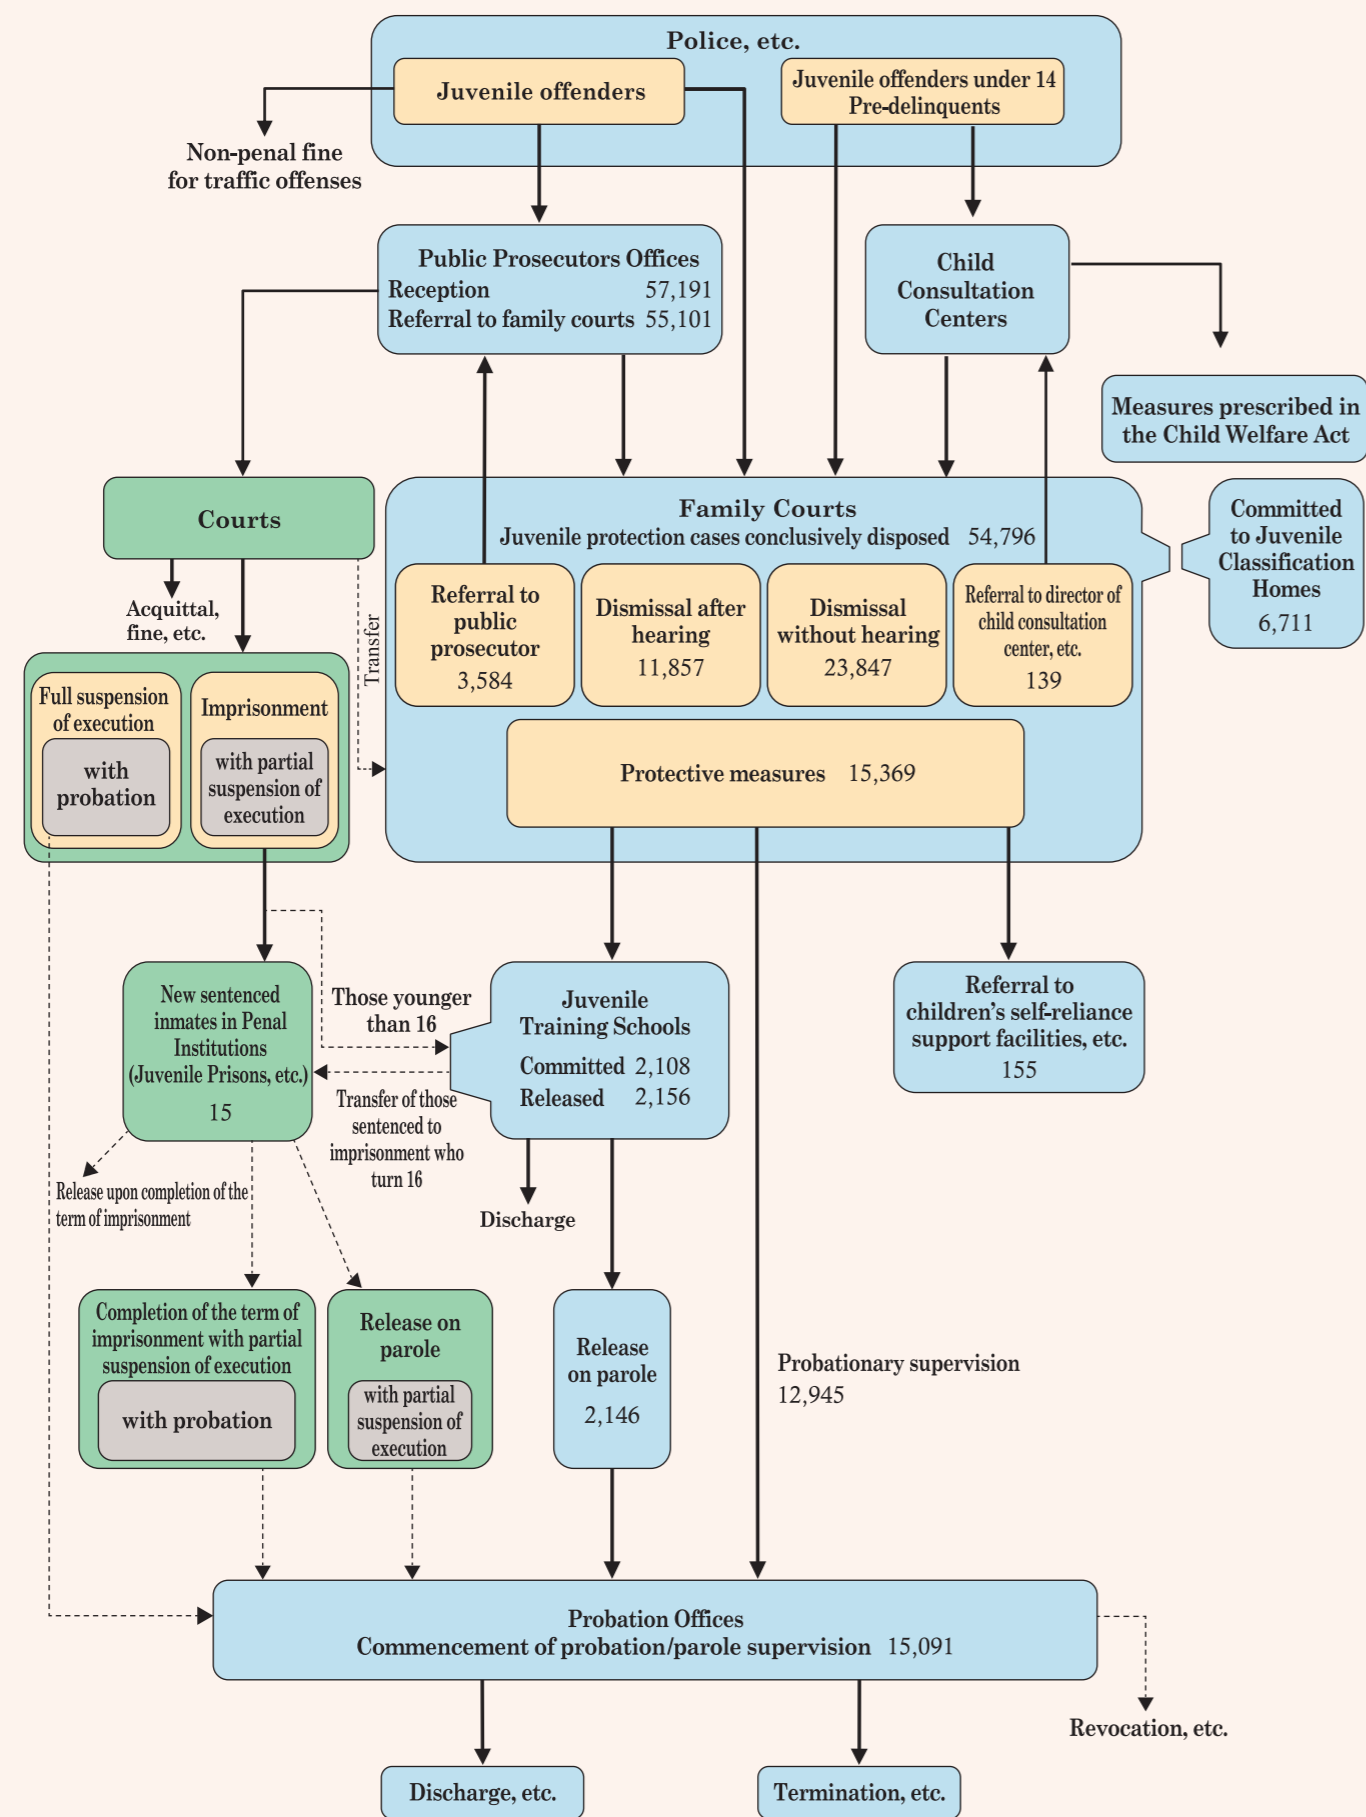 Police, etc.
Juvenile offenders
Juvenile offenders under 14
Pre-delinquents
Non-penal fine
for traffic offenses
Public Prosecutors Offices
Reception 57,191
Referral to family courts 55,101
Child
Consultation
Centers
Measures prescribed in
the Child Welfare Act
Courts
Family Courts
Juvenile protection cases conclusively disposed 54,796
Committed
to Juvenile
Classification
Homes
6,711
Referral to
public
prosecutor
3,584
Dismissal after
hearing
11,857
Dismissal
without hearing
23,847
Referral to director of
child consultation
center, etc.
139
Acquittal,
fine, etc.
Transfer
Full suspension
of execution
with
probation
Imprisonment
with partial
suspension of
execution
Protective measures 15,369
New sentenced
inmates in Penal
Institutions
(Juvenile Prisons, etc.)
15
Those younger
than 16
Transfer of those
sentenced to
imprisonment who
turn 16
Juvenile
Training Schools
Committed 2,108
Released 2,156
Referral to
children's self-reliance
support facilities, etc.
155
Release upon completion of the
term of imprisonment
Discharge
Completion of the term of
imprisonment with partial
suspension of execution
with probation
Release on
parole
with partial
suspension of
execution
Release
on parole
2,146
Probationary supervision
12,945
Probation Offices
Commencement of probation/parole supervision 15,091
Revocation, etc.
Discharge, etc.
Termination, etc.